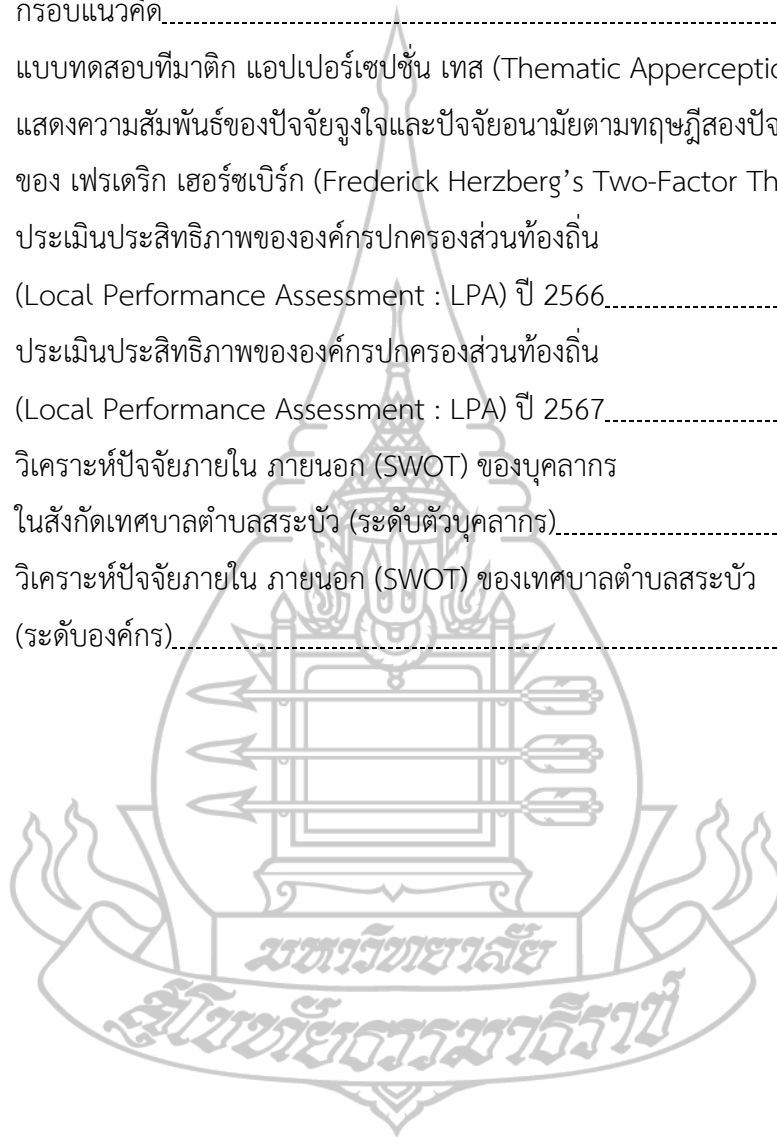 กรอบแนวคิด
แบบทดสอบทีมาติก แอปเปอร์เซปชั่น เทส (Thematic Apperceptio
แสดงความสัมพันธ์ของปัจจัยจูงใจและปัจจัยอนามัยตามทฤษฎีสองปัจ
ของ เฟรเดริก เฮอร์ซเบิร์ก (Frederick Herzberg's Two-Factor Th
ประเมินประสิทธิภาพขององค์กรปกครองส่วนท้องถิ่น
(Local Performance Assessment : LPA) ปี 2566
ประเมินประสิทธิภาพขององค์กรปกครองส่วนท้องถิ่น
(Local Performance Assessment : LPA) ปี 2567
วิเคราะห์ปัจจัยภายใน ภายนอก (SWOT) ของบุคลากร
ในสังกัดเทศบาลตำบลสระบัว (ระดับตัวบุคลากร)
วิเคราะห์ปัจจัยภายใน ภายนอก (SWOT) ของเทศบาลตำบลสระบัว
(ระดับองค์กร)
มหาวิทยาลัย
สุโขทัยธรรมาธิราช